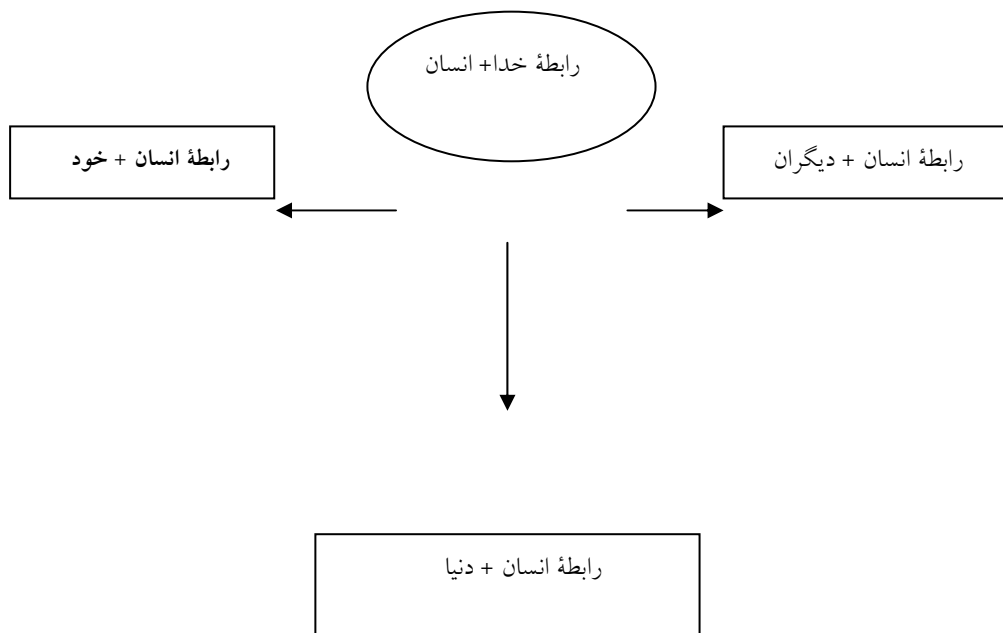 رابطهٔ خدا+ انسان
رابطهٔ انسان + دیگران
رابطهٔ انسان + خود
رابطهٔ انسان + دنیا